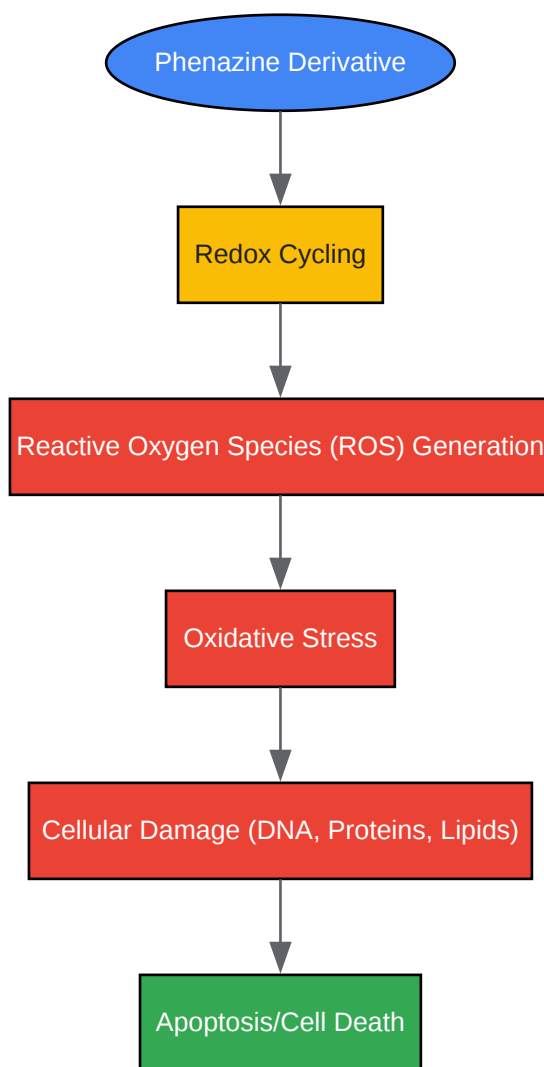 Phenazine Derivative
Redox Cycling
Reactive Oxygen Species (ROS) Generation
Oxidative Stress
Cellular Damage (DNA, Proteins, Lipids)
Apoptosis/Cell Death